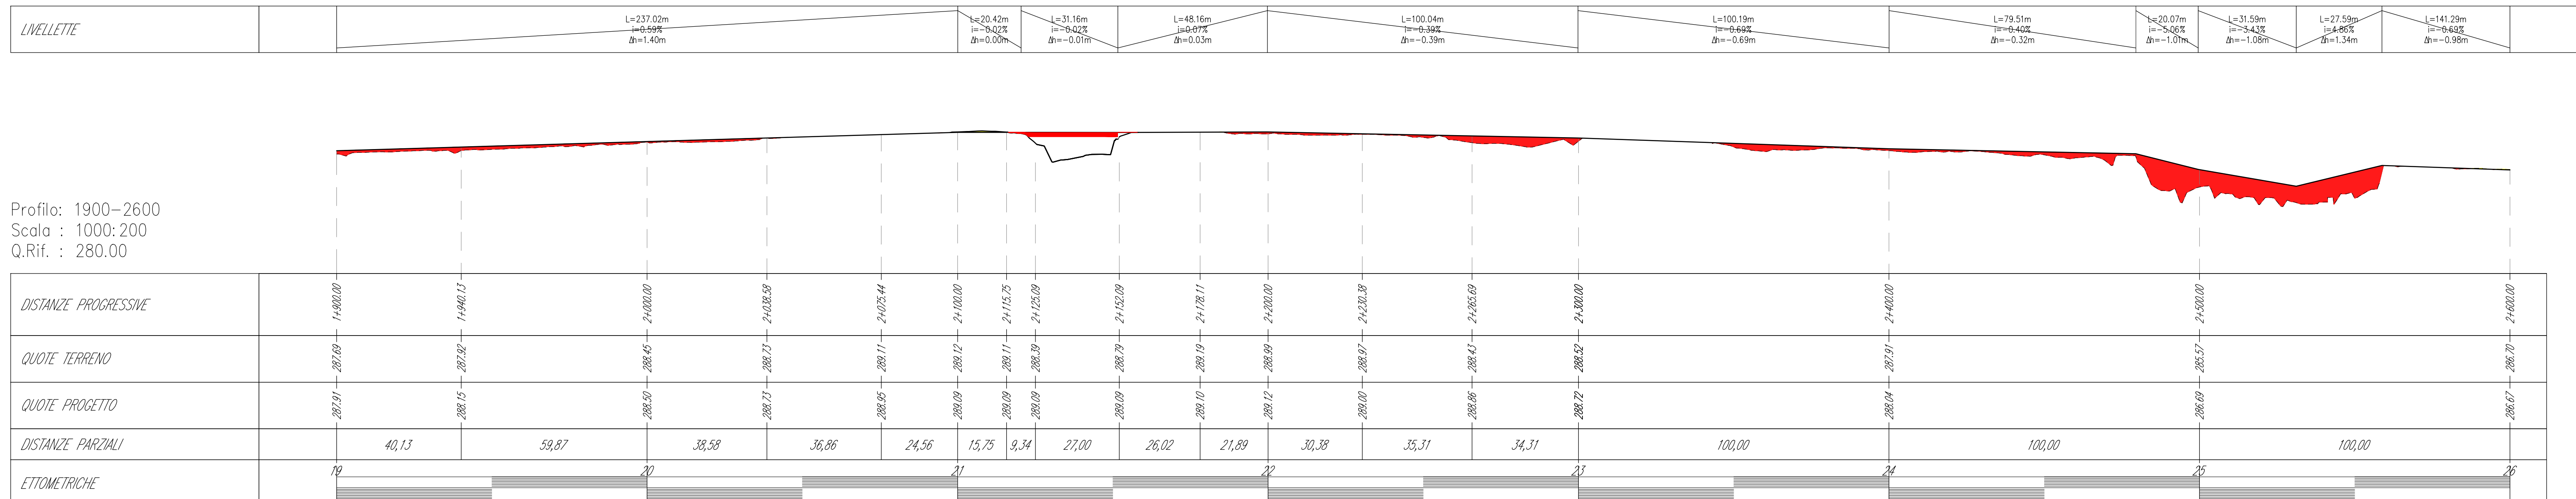 LIVELLETTE
L=237.02m
i=0.59%
Δh=1.40m
L=20.42m
i=-0.02%
Δh=0.00m
L=31.16m
i=-0.02%
Δh=-0.01m
L=48.16m
i=0.07%
Δh=0.03m
L=100.04m
i=-0.39%
Δh=-0.39m
L=100.19m
i=-0.69%
Δh=-0.69m
L=79.51m
i=-0.40%
Δh=-0.32m
L=20.07m
i=-5.06%
Δh=-1.01m
L=31.59m
i=-3.43%
Δh=-1.08m
L=27.59m
i=4.86%
Δh=1.34m
L=141.29m
i=-0.69%
Δh=-0.98m
Profilo: 1900-2600
Scala : 1000:200
Q.Rif. : 280.00
DISTANZE PROGRESSIVE 1+900.00 1+940.13 2+000.00 2+038.58 2+075.44 2+100.00 2+115.75 2+125.09 2+152.09 2+178.11 2+200.00 2+230.38 2+265.69 2+300.00 2+400.00 2+500.00 2+600.00
QUOTE TERRENO 287.69 287.92 288.45 288.73 289.11 289.12 289.11 288.39 288.79 289.19 288.99 288.97 288.43 288.52 287.91 285.57 286.70
QUOTE PROGETTO 287.91 288.15 288.50 288.73 288.95 289.09 289.09 289.09 289.09 289.10 289.12 289.00 288.86 288.72 288.04 286.69 286.67
DISTANZE PARZIALI 40,13 59,87 38,58 36,86 24,56 15,75 9,34 27,00 26,02 21,89 30,38 35,31 34,31 100,00 100,00 100,00
ETTOMETRICHE 19 20 21 22 23 24 25 26